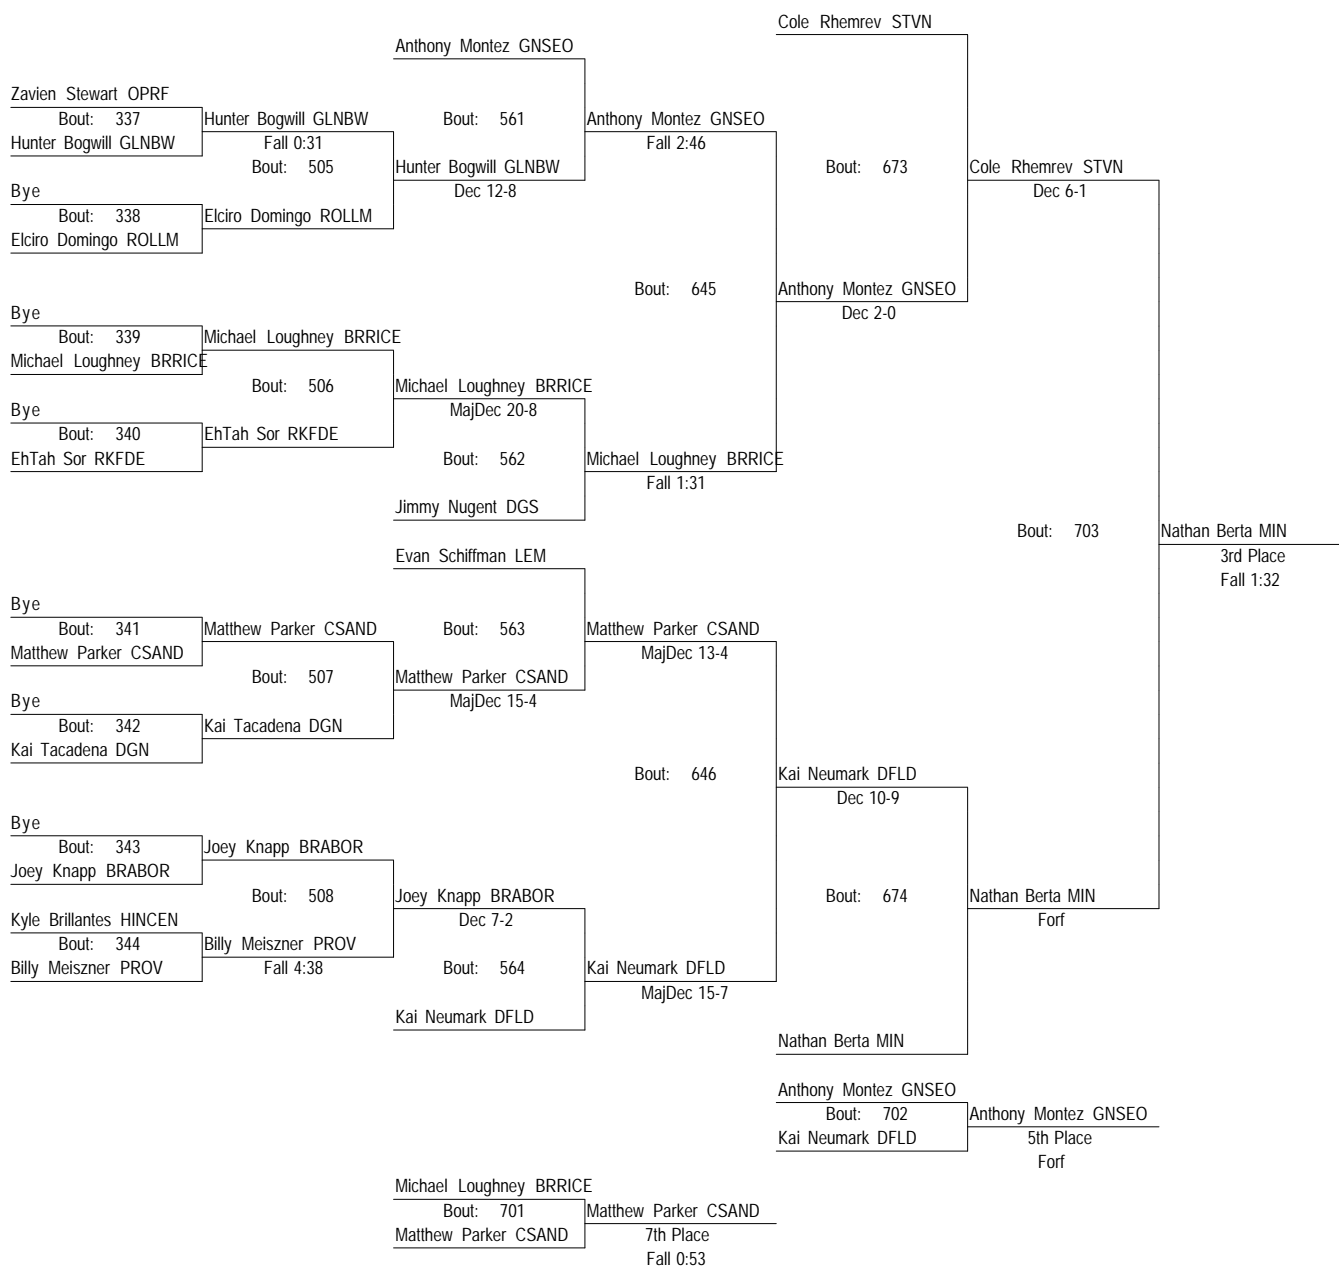 Cole Rhemrev STVN
Anthony Montez GNSEO
Zavien Stewart OPRF
Bout: 337
Hunter Bogwill GLNBW
Hunter Bogwill GLNBW
Fall 0:31
Bout: 505
Bye
Bout: 338
Elciro Domingo ROLLM
Elciro Domingo ROLLM
Bout: 561
Hunter Bogwill GLNBW
Dec 12-8
Anthony Montez GNSEO
Fall 2:46
Bout: 673
Cole Rhemrev STVN
Dec 6-1
Bout: 645
Anthony Montez GNSEO
Dec 2-0
Bye
Bout: 339
Michael Loughney BRRICE
Michael Loughney BRRICE
Bout: 506
Bye
Bout: 340
EhTah Sor RKFDE
EhTah Sor RKFDE
Michael Loughney BRRICE
MajDec 20-8
Bout: 562
Jimmy Nugent DGS
Michael Loughney BRRICE
Fall 1:31
Bout: 703
Nathan Berta MIN
3rd Place
Fall 1:32
Evan Schiffman LEM
Bye
Bout: 341
Matthew Parker CSAND
Matthew Parker CSAND
Bout: 507
Bye
Bout: 342
Kai Tacadena DGN
Kai Tacadena DGN
Bout: 563
Matthew Parker CSAND
MajDec 15-4
Matthew Parker CSAND
MajDec 13-4
Bout: 646
Kai Neumark DFLD
Dec 10-9
Bye
Bout: 343
Joey Knapp BRABOR
Joey Knapp BRABOR
Bout: 508
Kyle Brillantes HINCEN
Bout: 344
Billy Meiszner PROV
Billy Meiszner PROV
Fall 4:38
Joey Knapp BRABOR
Dec 7-2
Bout: 564
Kai Neumark DFLD
Kai Neumark DFLD
MajDec 15-7
Bout: 674
Nathan Berta MIN
Forf
Nathan Berta MIN
Anthony Montez GNSEO
Bout: 702
Kai Neumark DFLD
Anthony Montez GNSEO
5th Place
Forf
Michael Loughney BRRICE
Bout: 701
Matthew Parker CSAND
Matthew Parker CSAND
7th Place
Fall 0:53